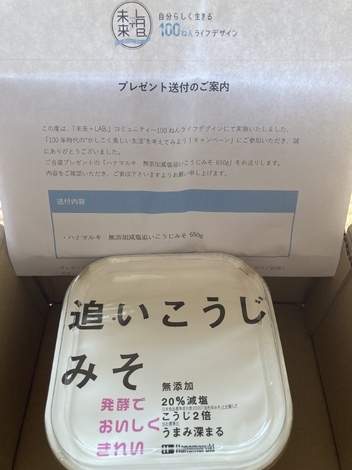 未来+LAB
自分らしく生きる
100ねんライフデザイン
プレゼント送付のご案内
この度は、「未来+LAB」コミュニティー100ねんライフデザインにて実施いたしました、
「100年時代の"かしこく楽しい生活"を考えてみよう!キャンペーン」にご参加いただき、誠
にありがとうございました。
ご当選プレゼントの「ハナマルキ 無添加減塩追いこうじみそ 650g」をお送りします。
内容をご確認いただき、ご査収下さいますようお願い申し上げます。
送付内容
・ハナマルキ 無添加減塩追いこうじみそ 650g
追いこうじ
みそ
発酵で
おいしく
きれい
無添加
20%減塩
こうじ2倍
うまみ深まる
Hanamaruki